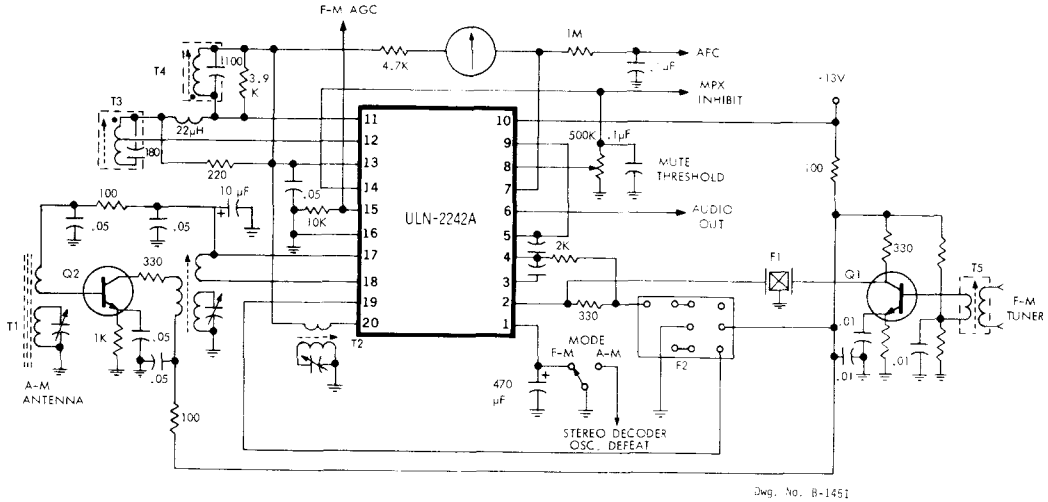 F-M AGC
1M
AFC
4.7K
T4
100
3.9
K
+13V
MPX
INHIBIT
T3
22µH
180
11
10
12
9
500K
.1µF
13
8
MUTE
THRESHOLD
220
14
7
.05
100
10 µF
+
15
ULN-2242A
6
AUDIO
OUT
10K
.05
.05
16
5
2K
330
17
4
F1
Q2
330
Q1
T5
18
3
19
2
F-M
TUNER
T1
20
1
330
T2
1K
.05
MODE
F-M
A-M
F2
.01
.05
+
470
µF
.01
.01
A-M
ANTENNA
100
STEREO DECODER
OSC. DEFEAT
Dwg. No. B-1451